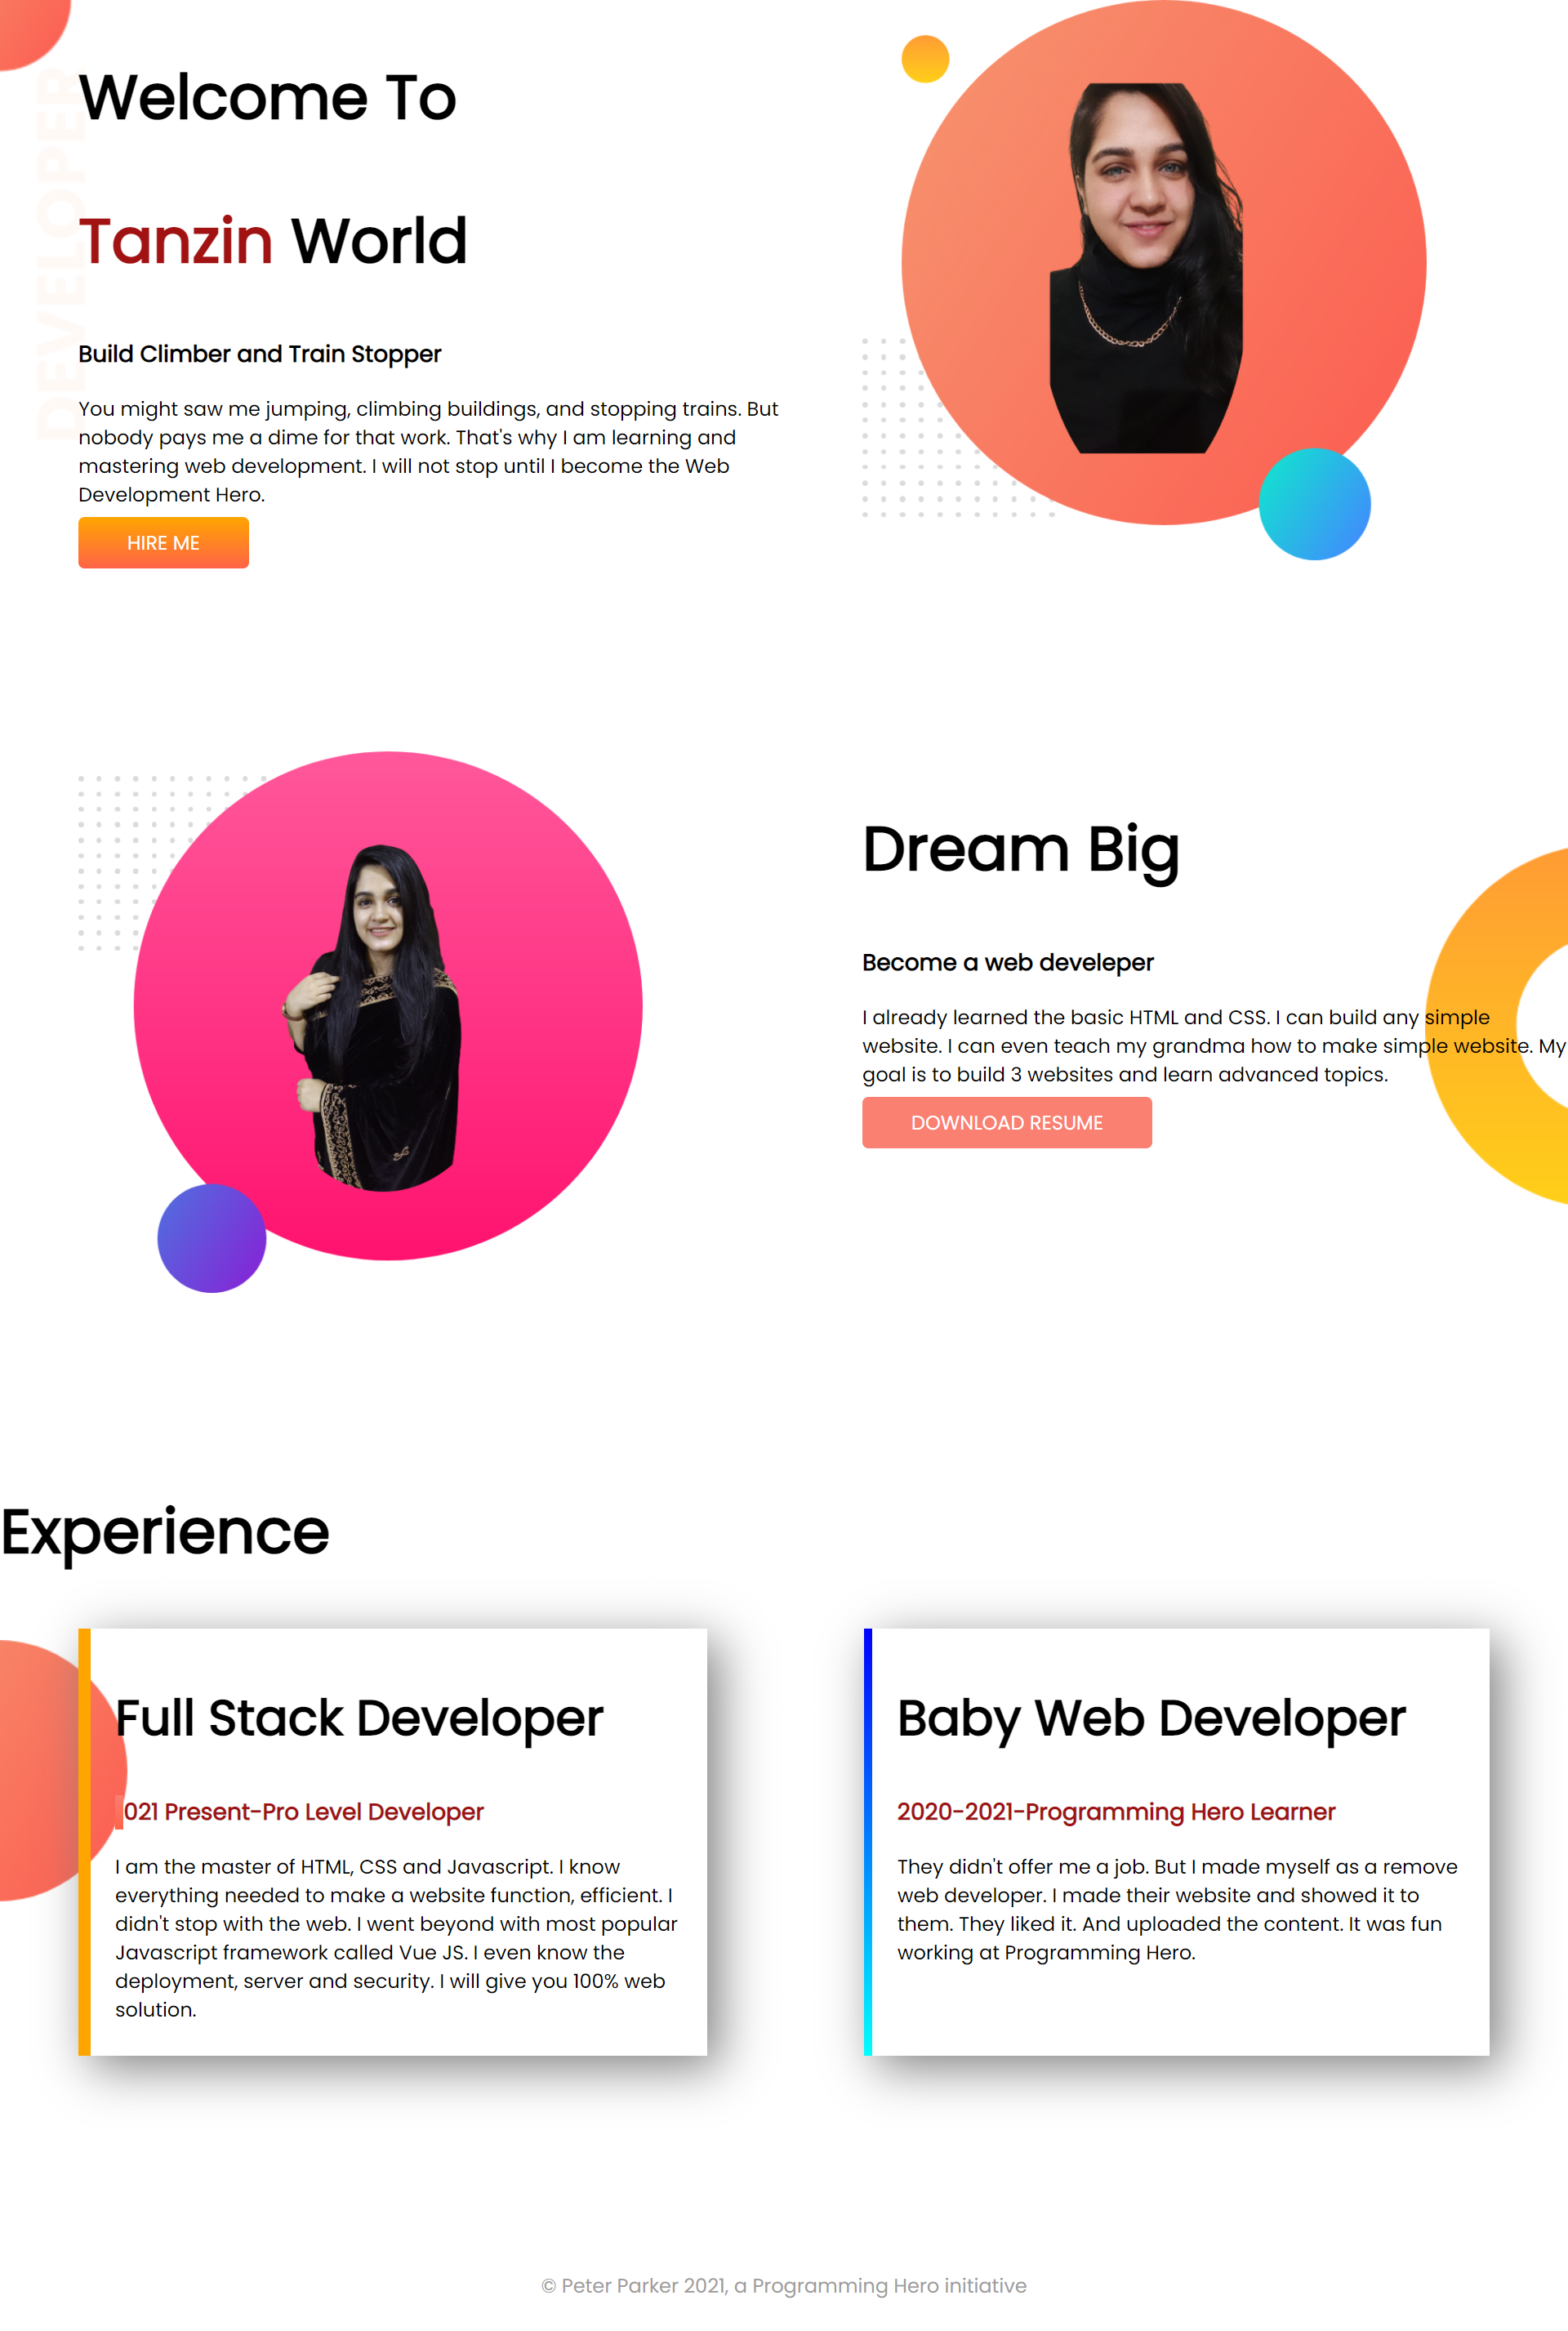 DEVELOPER
Welcome To
Tanzin World
Build Climber and Train Stopper
You might saw me jumping, climbing buildings, and stopping trains. But
nobody pays me a dime for that work. That's why I am learning and
mastering web development. I will not stop until I become the Web
Development Hero.
HIRE ME
Dream Big
Become a web develeper
I already learned the basic HTML and CSS. I can build any simple
website. I can even teach my grandma how to make simple website. My
goal is to build 3 websites and learn advanced topics.
DOWNLOAD RESUME
Experience
Full Stack Developer
021 Present-Pro Level Developer
I am the master of HTML, CSS and Javascript. I know
everything needed to make a website function, efficient. I
didn't stop with the web. I went beyond with most popular
Javascript framework called Vue JS. I even know the
deployment, server and security. I will give you 100% web
solution.
Baby Web Developer
2020-2021-Programming Hero Learner
They didn't offer me a job. But I made myself as a remove
web developer. I made their website and showed it to
them. They liked it. And uploaded the content. It was fun
working at Programming Hero.
© Peter Parker 2021, a Programming Hero initiative